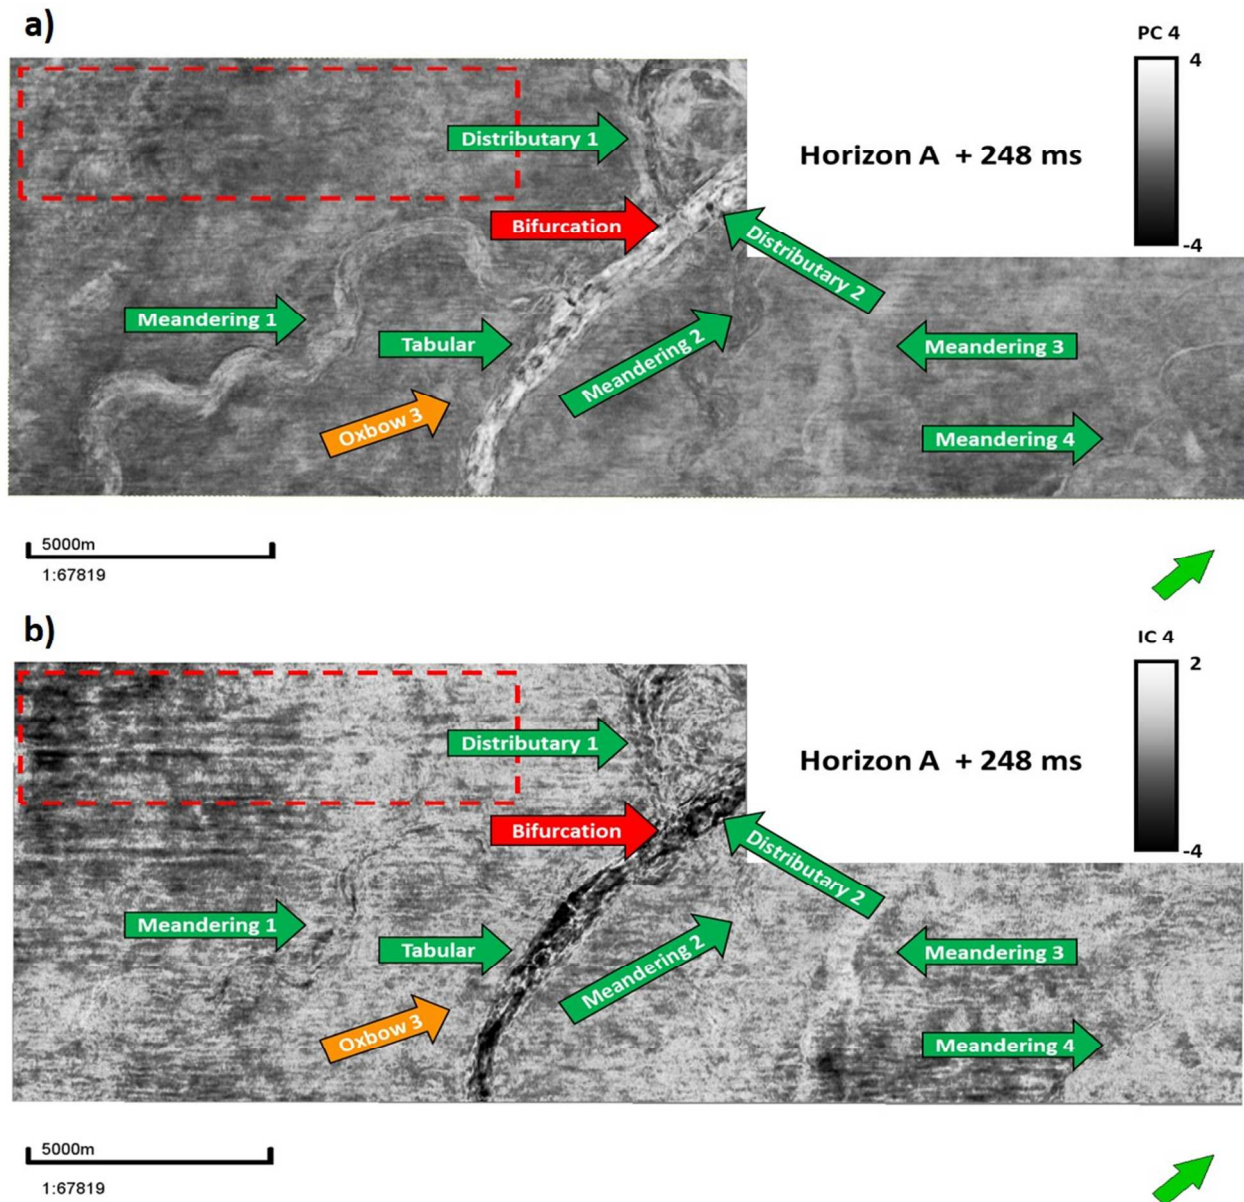 a)
PC 4
4
-4
Distributary 1
Horizon A + 248 ms
Bifurcation
Distributary 2
Meandering 1
Tabular
Meandering 2
Meandering 3
Oxbow 3
Meandering 4
5000m
1:67819
b)
IC 4
2
-4
Distributary 1
Horizon A + 248 ms
Bifurcation
Distributary 2
Meandering 1
Tabular
Meandering 2
Meandering 3
Oxbow 3
Meandering 4
5000m
1:67819